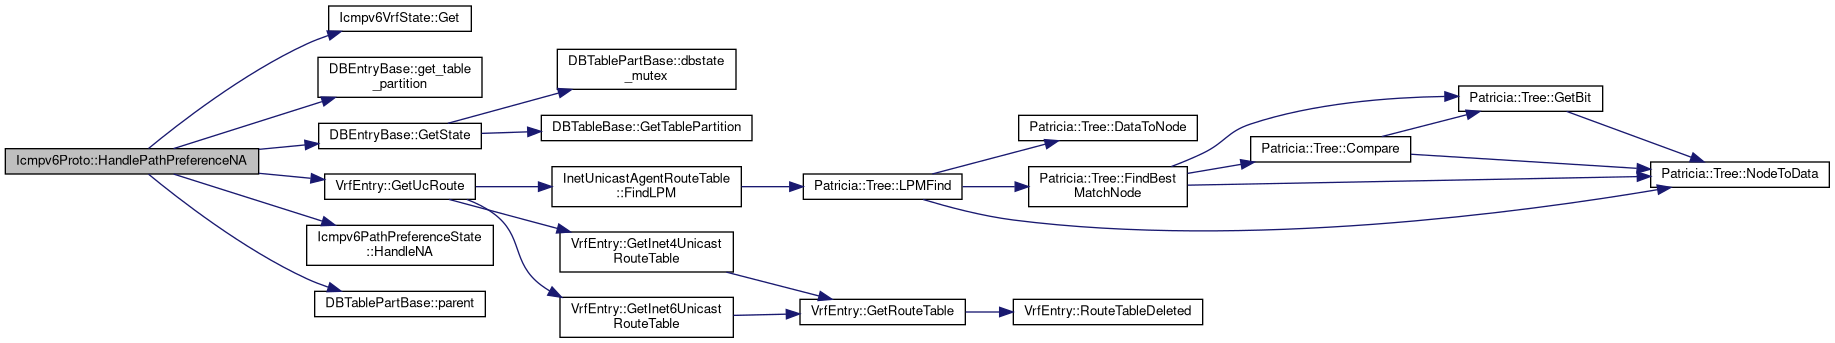 Icmpv6Proto::HandlePathPreferenceNA
Icmpv6VrfState::Get
DBEntryBase::get_table
_partition
DBEntryBase::GetState
VrfEntry::GetUcRoute
Icmpv6PathPreferenceState
::HandleNA
DBTablePartBase::parent
DBTablePartBase::dbstate
_mutex
DBTableBase::GetTablePartition
InetUnicastAgentRouteTable
::FindLPM
VrfEntry::GetInet4Unicast
RouteTable
VrfEntry::GetInet6Unicast
RouteTable
Patricia::Tree::LPMFind
VrfEntry::GetRouteTable
Patricia::Tree::DataToNode
Patricia::Tree::FindBest
MatchNode
VrfEntry::RouteTableDeleted
Patricia::Tree::Compare
Patricia::Tree::GetBit
Patricia::Tree::NodeToData